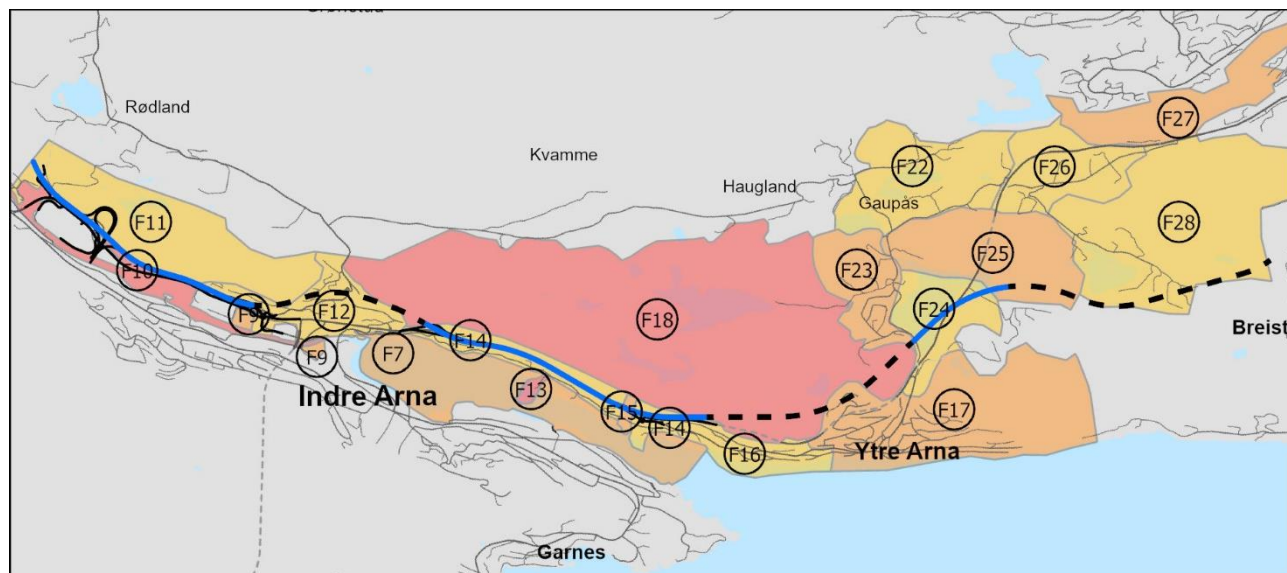 Rødland
Kvamme
Haugland
Gaupås
F27
F22
F26
F11
F28
F10
F23
F25
F9
F12
F18
F24
Breist
F14
F9
F7
Indre Arna
F13
F15
F14
F17
F16
Ytre Arna
Garnes